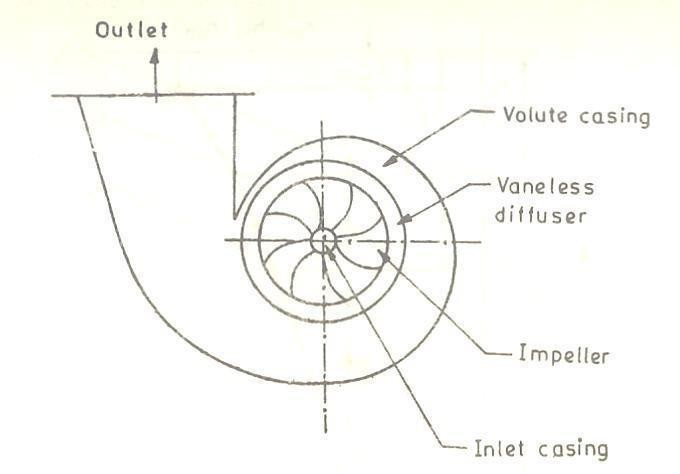 Outlet
Volute casing
Vaneless
diffuser
Impeller
Inlet casing